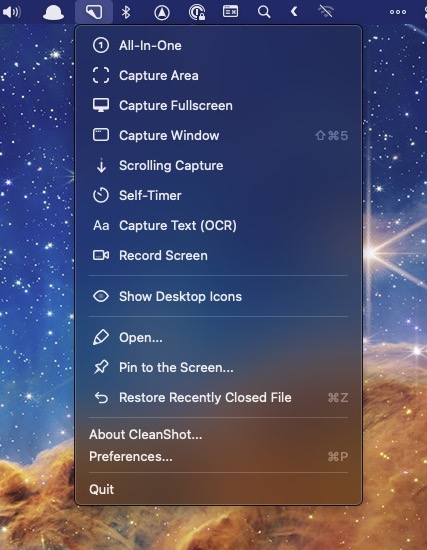 All-In-One
Capture Area
Capture Fullscreen
Capture Window ⇧⌘5
Scrolling Capture
Self-Timer
Aa Capture Text (OCR)
Record Screen
Show Desktop Icons
Open...
Pin to the Screen...
Restore Recently Closed File ⌘Z
About CleanShot...
Preferences... ⌘P
Quit